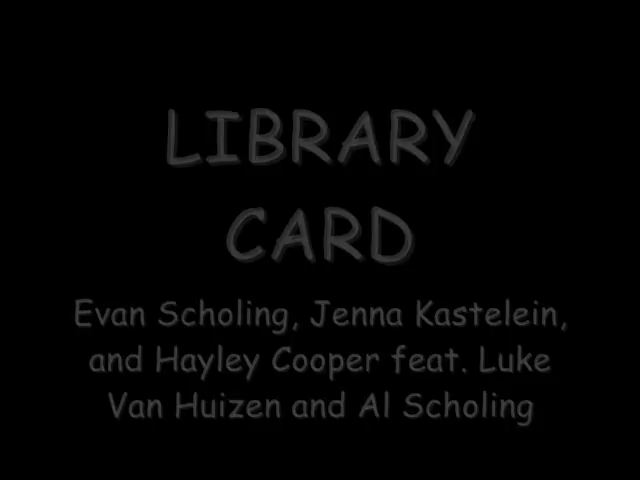 LIBRARY
CARD
Evan Scholing, Jenna Kastelein,
and Hayley Cooper feat. Luke
Van Huizen and Al Scholing